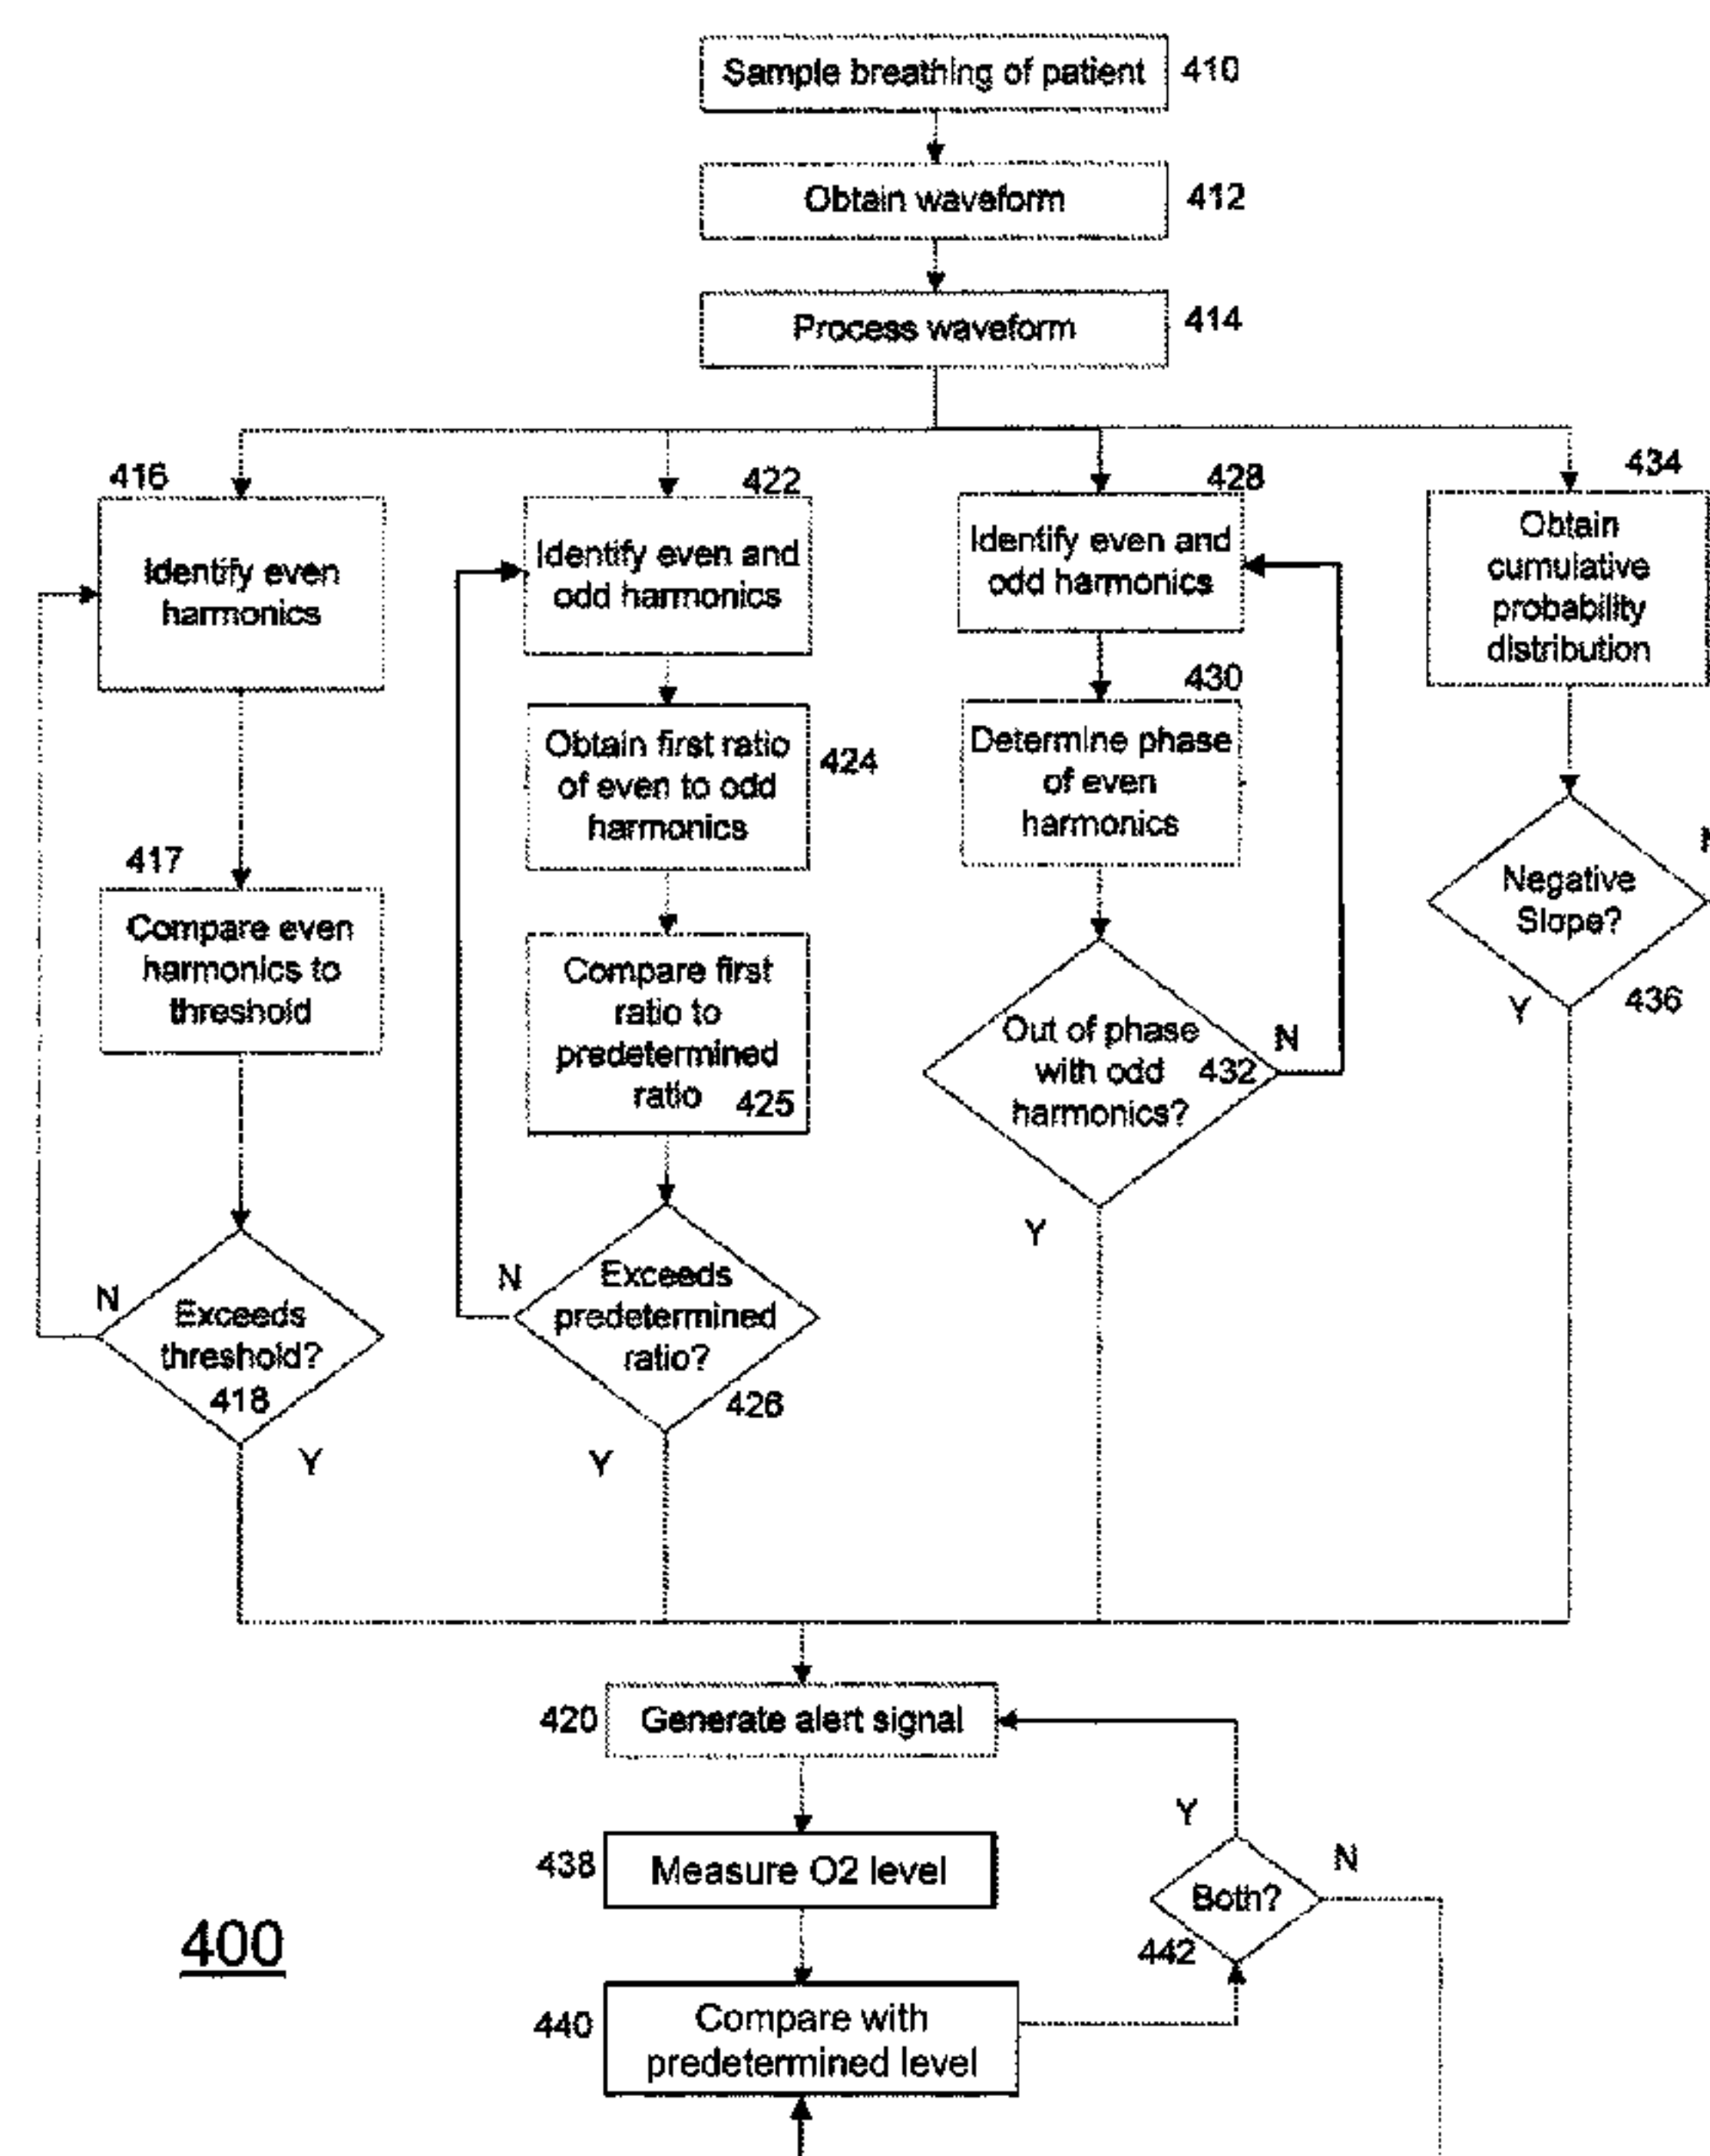 Sample breathing of patient
410
Obtain waveform
412
Process waveform
414
416
Identify even
harmonics
417
Compare even
harmonics to
threshold
N
Exceeds
threshold?
418
Y
422
Identify even and
odd harmonics
Obtain first ratio
of even to odd
harmonics
424
Compare first
ratio to
predetermined
ratio 425
N
Exceeds
predetermined
ratio?
426
Y
428
Identify even and
odd harmonics
430
Determine phase
of even
harmonics
Out of phase
with odd 432
harmonics?
N
Y
434
Obtain
cumulative
probability
distribution
Negative
Slope?
436
Y
420
Generate alert signal
438
Measure O2 level
440
Compare with
predetermined level
Y
N
Both?
442
400